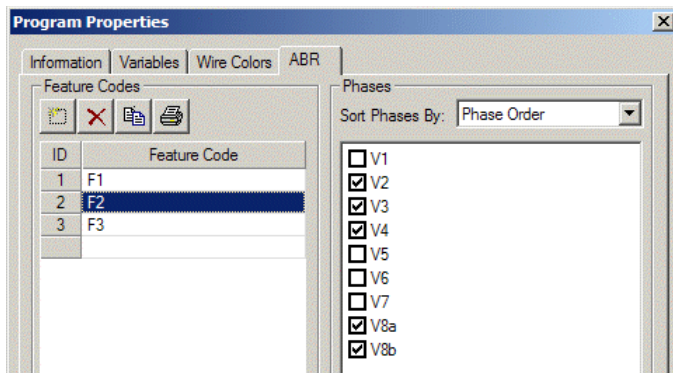 Program Properties
Information Variables Wire Colors ABR
Feature Codes
ID Feature Code
1 F1
2 F2
3 F3
Phases
Sort Phases By: Phase Order
V1
V2
V3
V4
V5
V6
V7
V8a
V8b